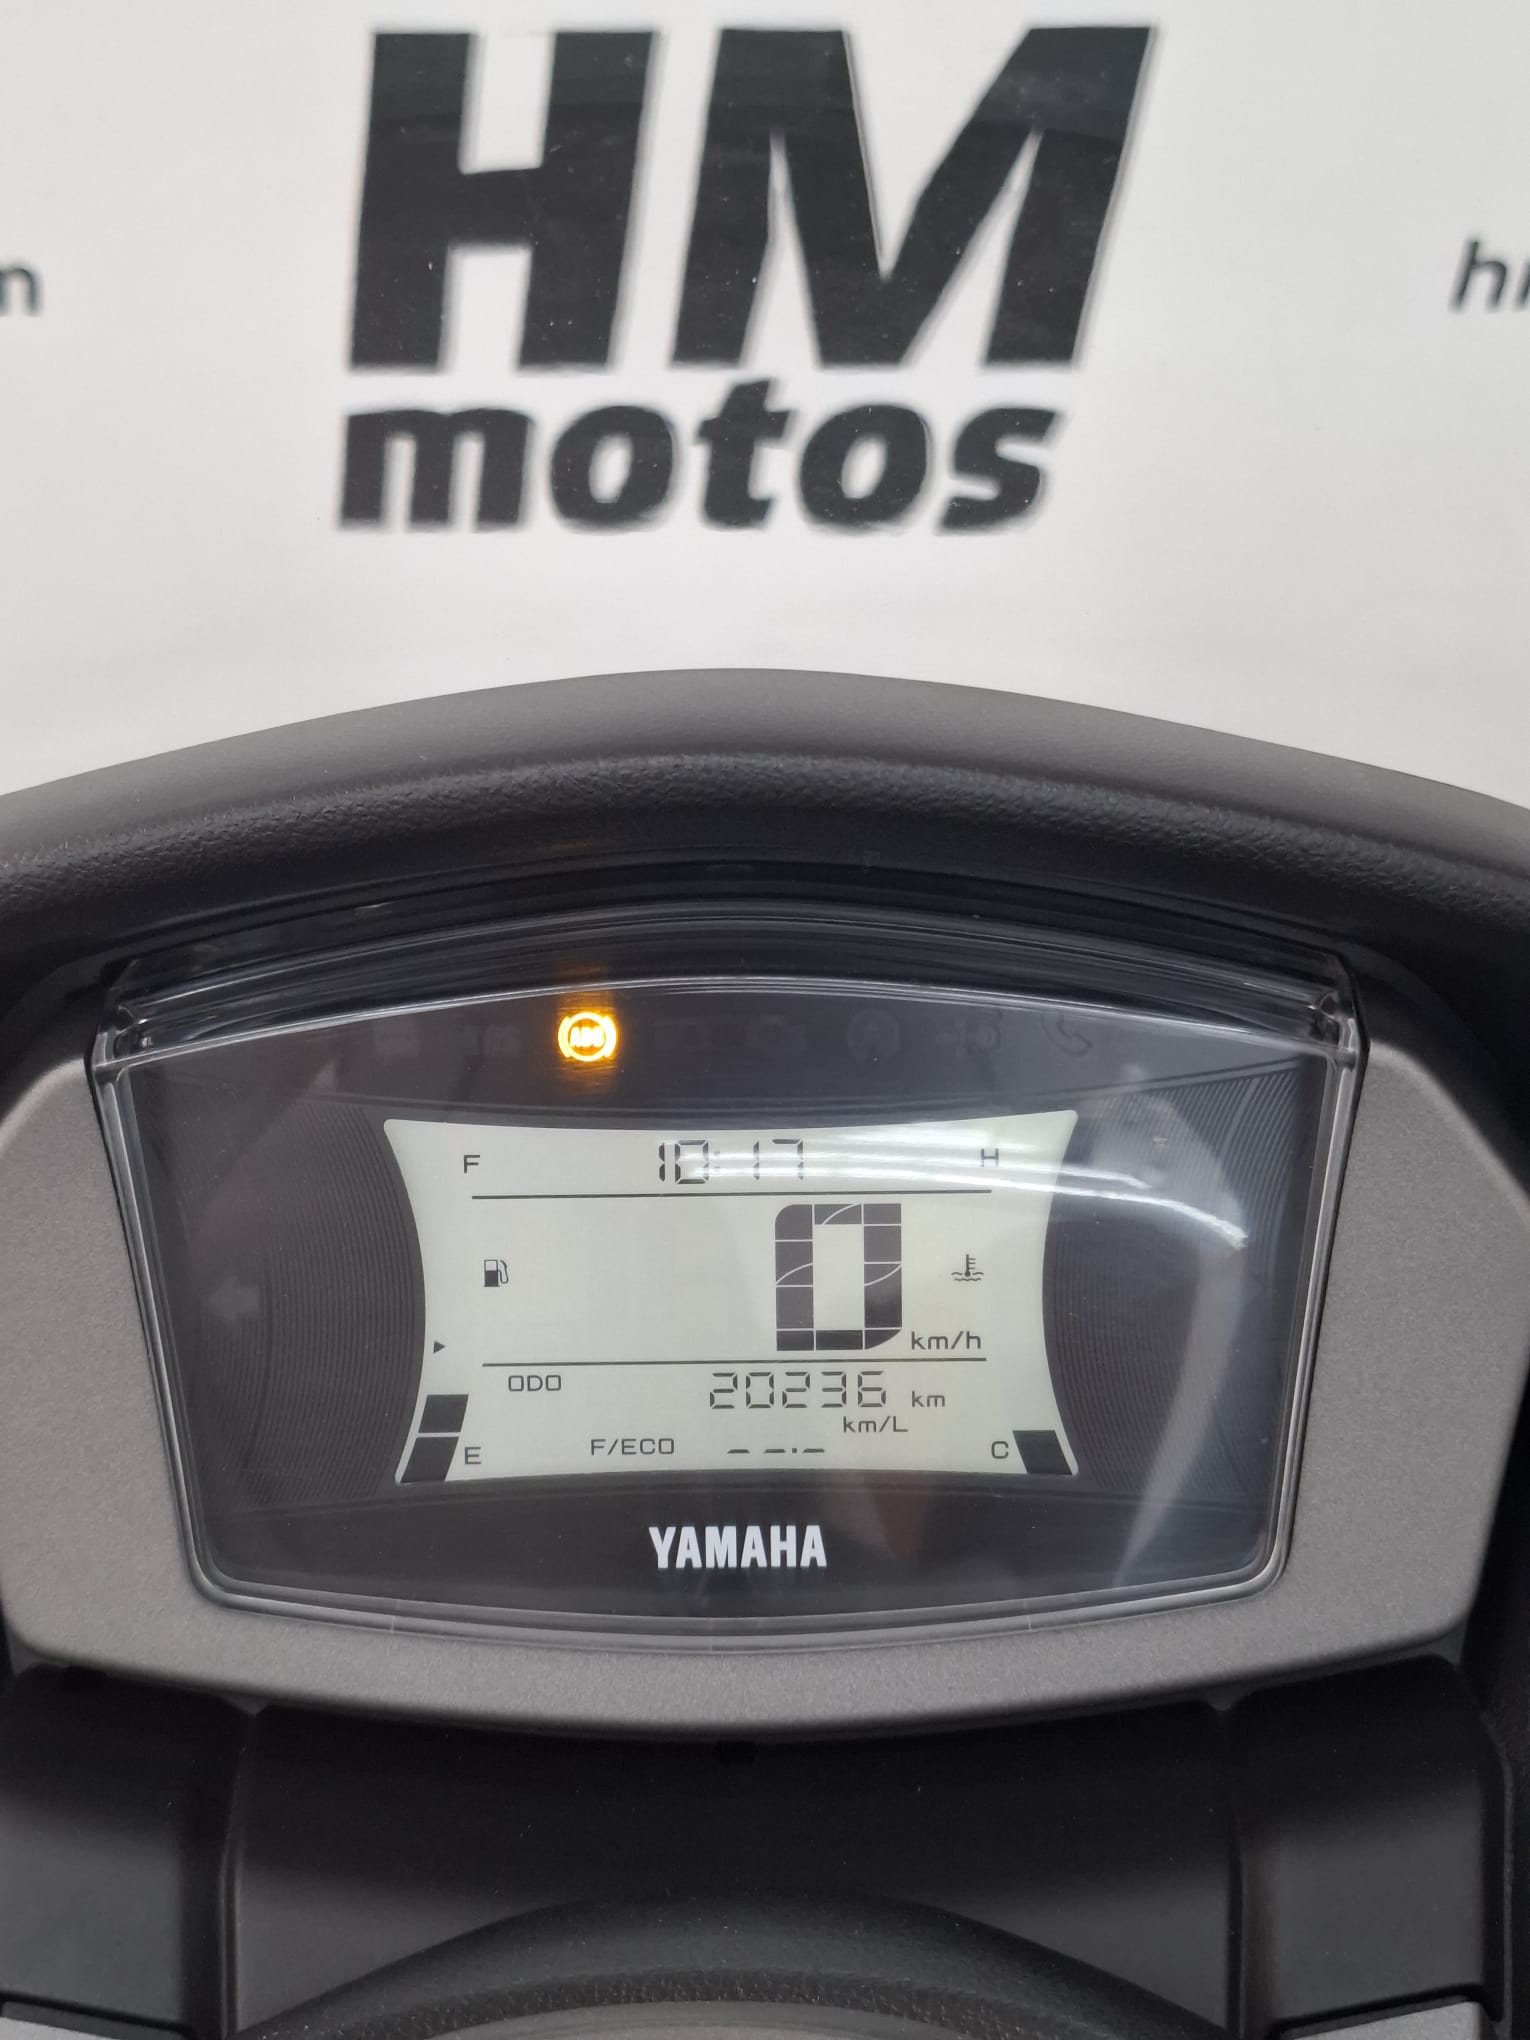 HM
motos
n
h
ABS
F 10:17 H
0 km/h
ODO 20236 km
km/L
E F/ECO --.- C
YAMAHA